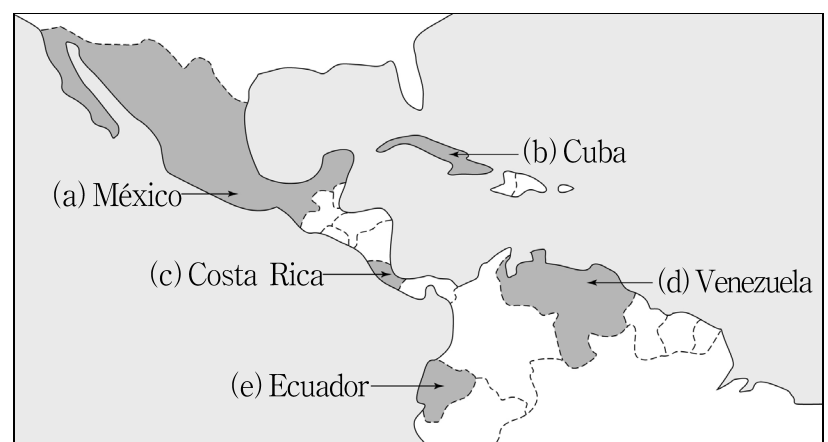 (b) Cuba
(a) México
(c) Costa Rica
(d) Venezuela
(e) Ecuador